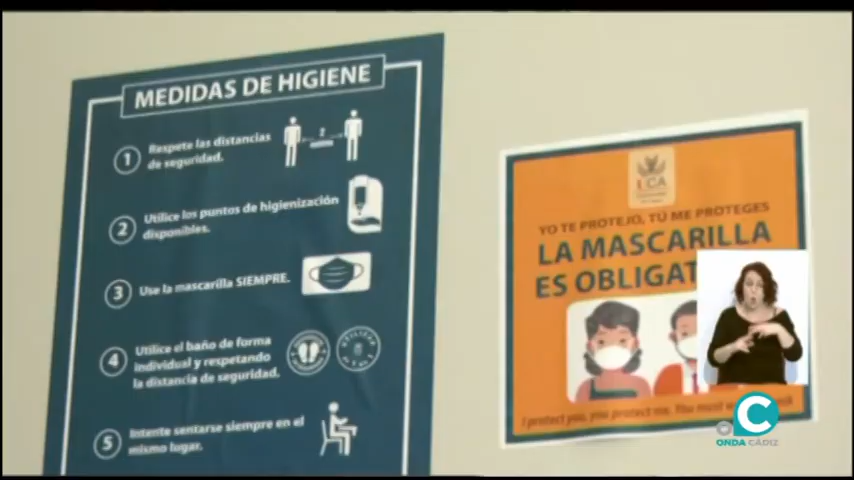 MEDIDAS DE HIGIENE
1 Respete las distancias
de seguridad.
2
2 Utilice los puntos de higienización
disponibles.
3 Use la mascarilla SIEMPRE.
4 Utilice el baño de forma
individual y respetando
la distancia de seguridad.
5 Intente sentarse siempre en el
mismo lugar.
UCA
YO TE PROTEJO, TÚ ME PROTEGES
LA MASCARILLA
ES OBLIGAT
I protect you, you protect me. You must
ONDA CÁDIZ